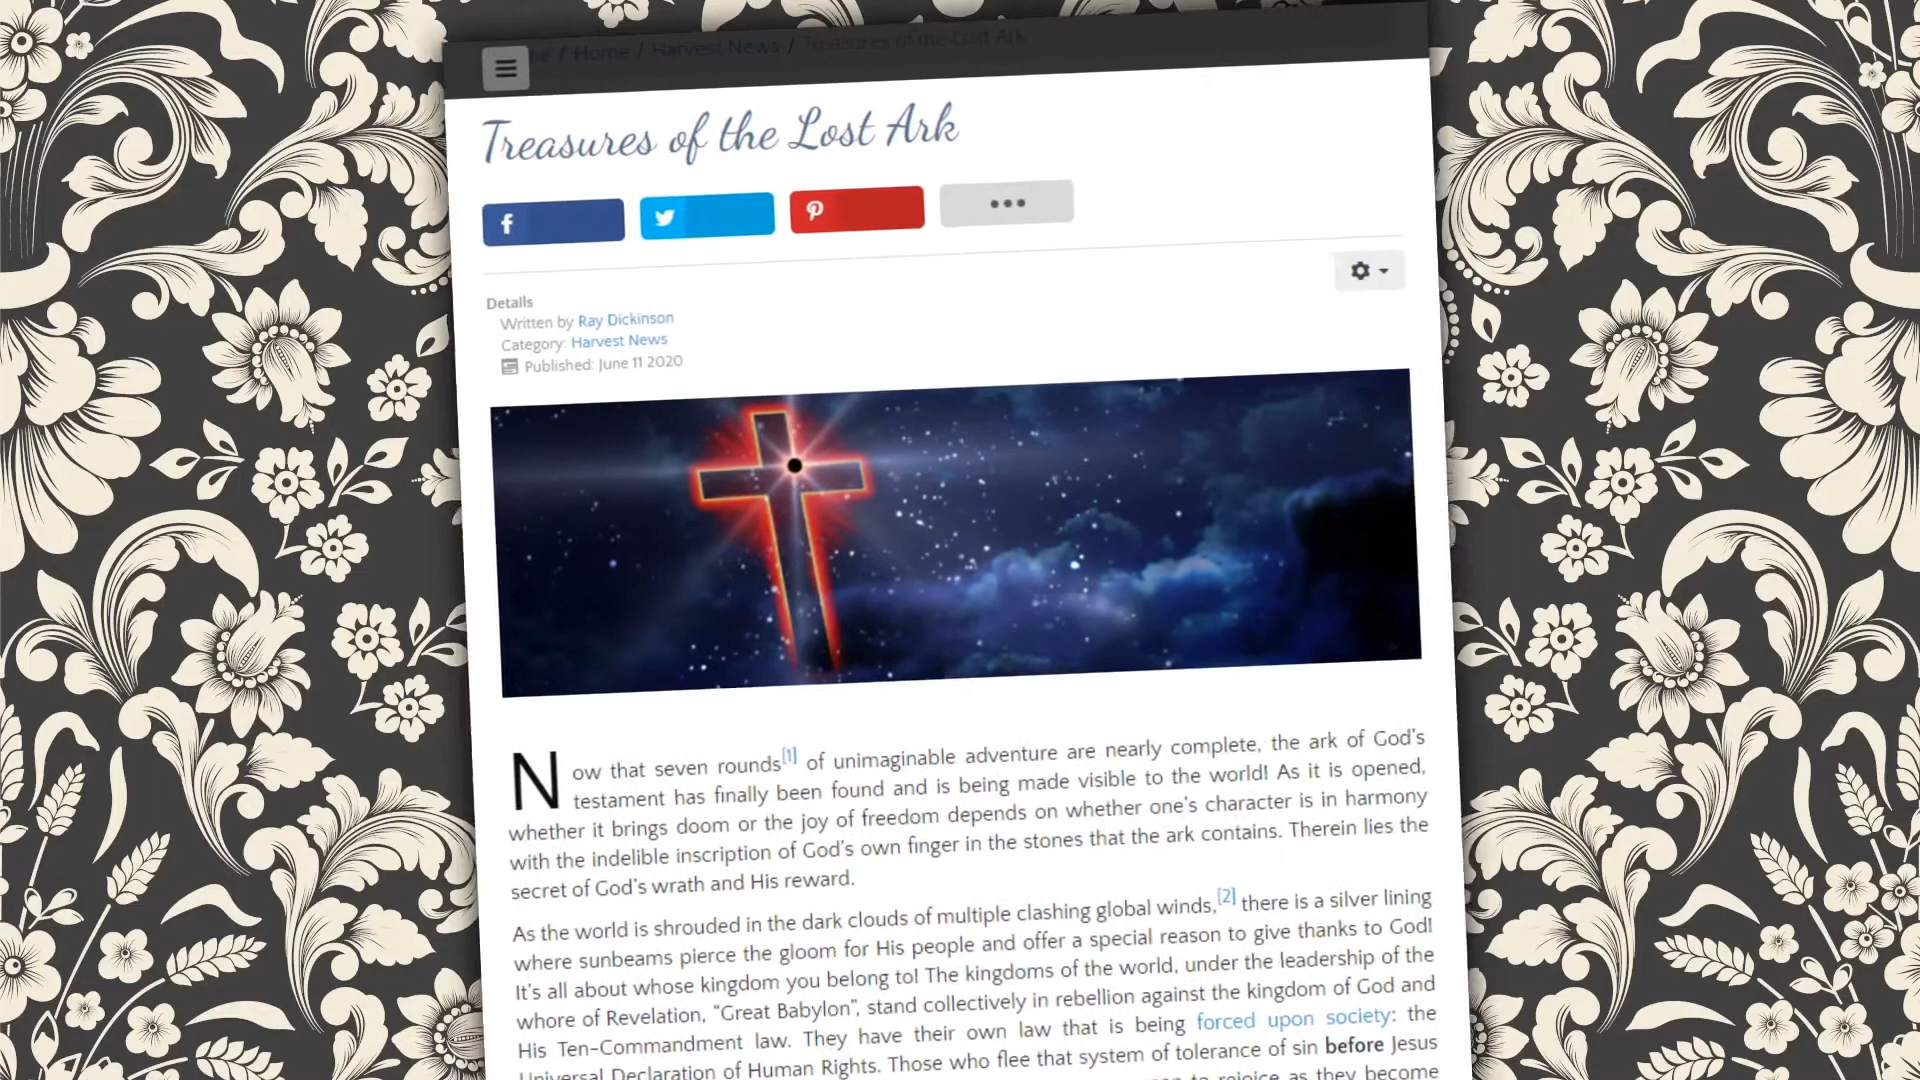 me / Home / Harvest News / Treasures of the Lost Ark
Treasures of the Lost Ark
Details
Written by Ray Dickinson
Category: Harvest News
Published: June 11 2020
Now that seven rounds[1] of unimaginable adventure are nearly complete, the ark of God's
testament has finally been found and is being made visible to the world! As it is opened,
whether it brings doom or the joy of freedom depends on whether one's character is in harmony
with the indelible inscription of God's own finger in the stones that the ark contains. Therein lies the
secret of God's wrath and His reward.
As the world is shrouded in the dark clouds of multiple clashing global winds,[2] there is a silver lining
where sunbeams pierce the gloom for His people and offer a special reason to give thanks to God!
It's all about whose kingdom you belong to! The kingdoms of the world, under the leadership of the
whore of Revelation, “Great Babylon”, stand collectively in rebellion against the kingdom of God and
His Ten-Commandment law. They have their own law that is being forced upon society: the
Universal Declaration of Human Rights. Those who flee that system of tolerance of sin before Jesus
to rejoice as they become